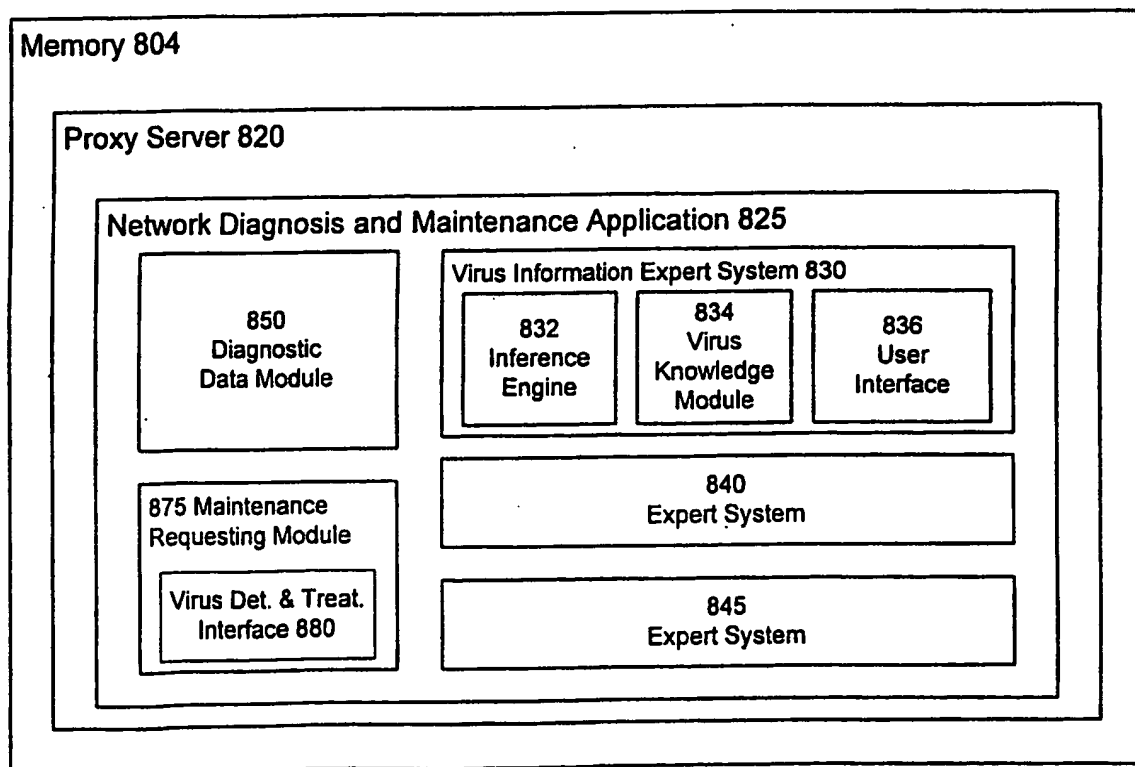 Memory 804
Proxy Server 820
Network Diagnosis and Maintenance Application 825
850
Diagnostic
Data Module
Virus Information Expert System 830
832
Inference
Engine
834
Virus
Knowledge
Module
836
User
Interface
840
Expert System
875 Maintenance
Requesting Module
Virus Det. & Treat.
Interface 880
845
Expert System